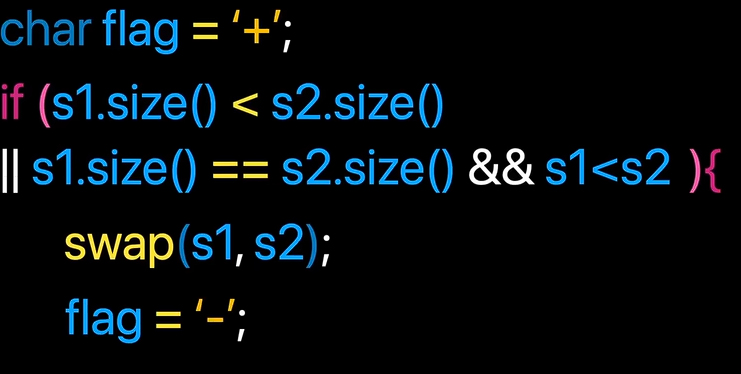 char flag = ‘+’;
if (s1.size() < s2.size()
|| s1.size() == s2.size() && s1<s2 ){
swap(s1, s2);
flag = ‘-’;